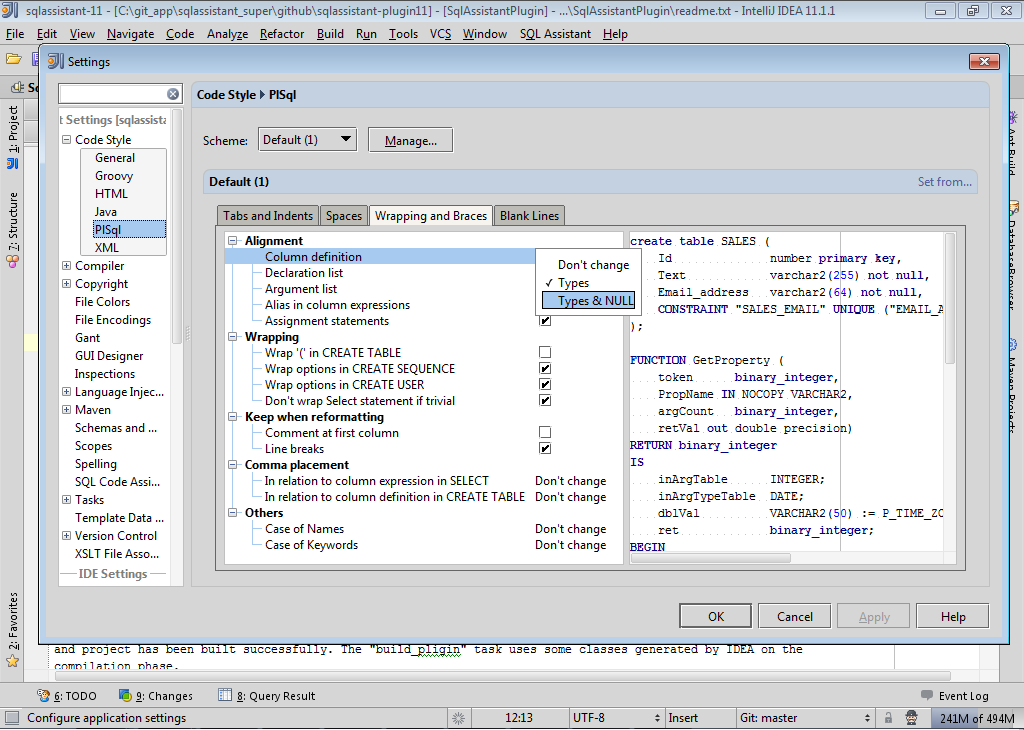 sqlassistant-11 - [C:\git_app\sqlassistant_super\github\sqlassistant-plugin11] - [SqlAssistantPlugin] - ...\SqlAssistantPlugin\readme.txt - IntelliJ IDEA 11.1.1
File Edit View Navigate Code Analyze Refactor Build Run Tools VCS Window SQL Assistant Help
Settings
1: Project
7: Structure
2: Favorites
Ant Build
DatabaseBrowser
Maven Projects
t Settings [sqlassista
Code Style
General
Groovy
HTML
Java
PlSql
XML
Compiler
Copyright
File Colors
File Encodings
Gant
GUI Designer
Inspections
Language Injec...
Maven
Schemas and ...
Scopes
Spelling
SQL Code Assi...
Tasks
Template Data ...
Version Control
XSLT File Asso...
IDE Settings
Code Style PlSql
Scheme: Default (1) Manage...
Default (1) Set from...
Tabs and Indents Spaces Wrapping and Braces Blank Lines
Alignment
Column definition
Declaration list
Argument list
Alias in column expressions
Assignment statements
Don't change
✓ Types
Types & NULL
Wrapping
Wrap '(' in CREATE TABLE
Wrap options in CREATE SEQUENCE
Wrap options in CREATE USER
Don't wrap Select statement if trivial
Keep when reformatting
Comment at first column
Line breaks
Comma placement
In relation to column expression in SELECT Don't change
In relation to column definition in CREATE TABLE Don't change
Others
Case of Names Don't change
Case of Keywords Don't change
create table SALES (
Id number primary key,
Text varchar2(255) not null,
Email_address varchar2(64) not null,
CONSTRAINT "SALES_EMAIL" UNIQUE ("EMAIL_A
);
FUNCTION GetProperty (
token binary_integer,
PropName IN NOCOPY VARCHAR2,
argCount binary_integer,
retVal out double precision)
RETURN binary_integer
IS
inArgTable INTEGER;
inArgTypeTable DATE;
dblVal VARCHAR2(50) := P_TIME_ZO
ret binary_integer;
BEGIN
OK Cancel Apply Help
and project has been built successfully. The "build_pligin" task uses some classes generated by IDEA on the
compilation phase.
6: TODO 9: Changes 8: Query Result Event Log
Configure application settings 12:13 UTF-8 Insert Git: master 241M of 494M